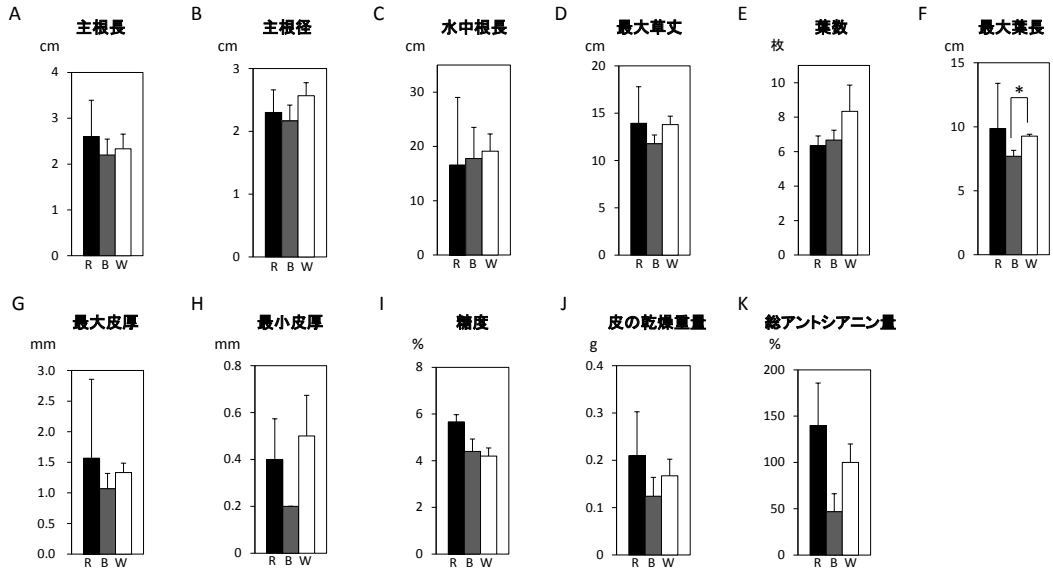 A 主根長
cm
4
3
2
1
0
R B W
B 主根径
cm
3
2
1
0
R B W
C 水中根長
cm
30
20
10
0
R B W
D 最大草丈
cm
20
15
10
5
0
R B W
E 葉数
枚
10
8
6
4
2
0
R B W
F 最大葉長
cm
15
10
5
0
*
R B W
G 最大皮厚
mm
3.0
2.5
2.0
1.5
1.0
0.5
0.0
R B W
H 最小皮厚
mm
0.8
0.6
0.4
0.2
0
R B W
I 糖度
%
8
6
4
2
0
R B W
J 皮の乾燥重量
g
0.4
0.3
0.2
0.1
0
R B W
K 総アントシアニン量
%
200
150
100
50
0
R B W